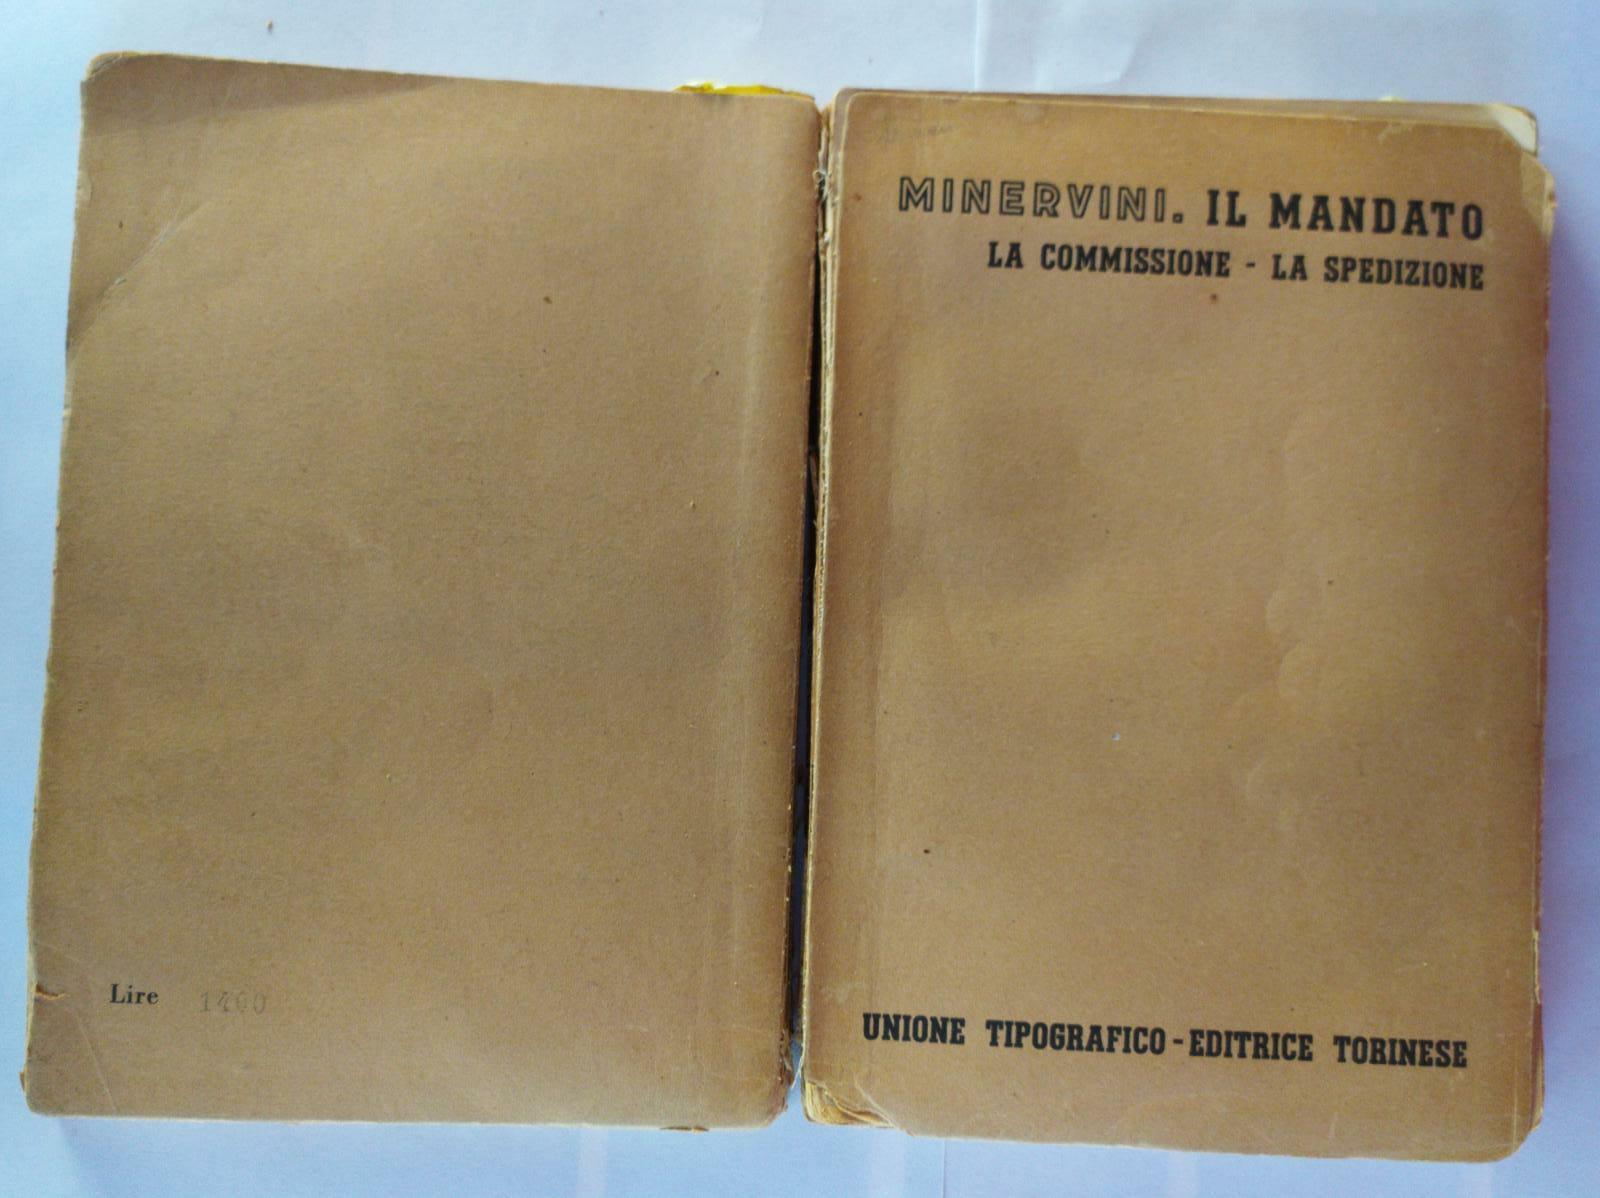 MINERVINI. IL MANDATO
LA COMMISSIONE - LA SPEDIZIONE
UNIONE TIPOGRAFICO-EDITRICE TORINESE
Lire 1400